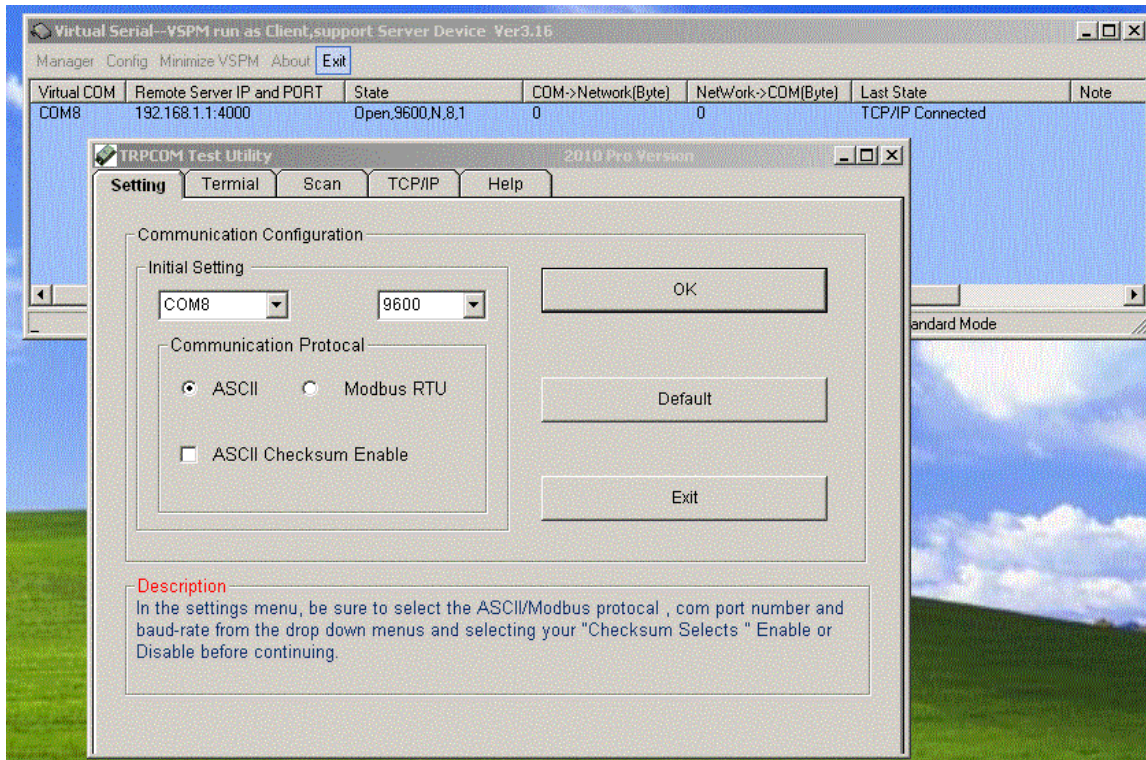 Virtual Serial--VSPM run as Client,support Server Device Ver3.16
Manager Config Minimize VSPM About Exit
Virtual COM Remote Server IP and PORT State COM->Network(Byte) NetWork->COM(Byte) Last State Note
COM8 192.168.1.1:4000 Open,9600,N,8,1 0 0 TCP/IP Connected
TRPCOM Test Utility 2010 Pro Version
Setting Termial Scan TCP/IP Help
Communication Configuration
Initial Setting
COM8 9600
OK
andard Mode
Communication Protocal
ASCII Modbus RTU
Default
ASCII Checksum Enable
Exit
Description
In the settings menu, be sure to select the ASCII/Modbus protocal , com port number and
baud-rate from the drop down menus and selecting your "Checksum Selects " Enable or
Disable before continuing.